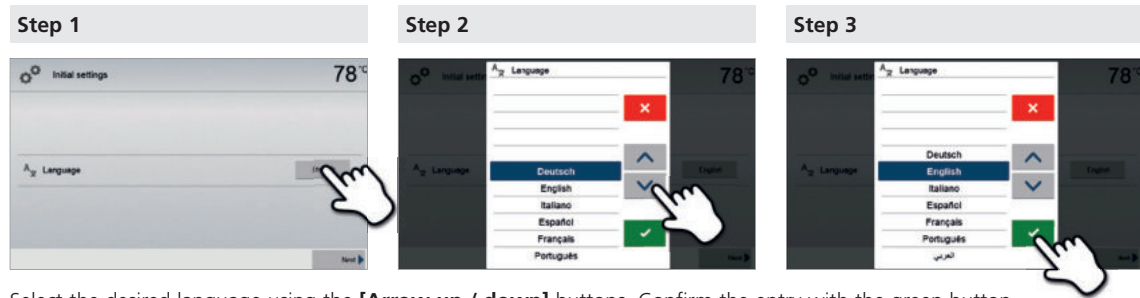 Step 1
Initial settings
78 °C
Language
Next
Step 2
Initial
78
Language
Language
English
Deutsch
English
Italiano
Español
Français
Português
Step 3
Initial
78
Language
Language
English
Deutsch
English
Italiano
Español
Français
Português
العربي
Next
Select the desired language using the [Arrow up / down] buttons. Confirm the entry with the green button.